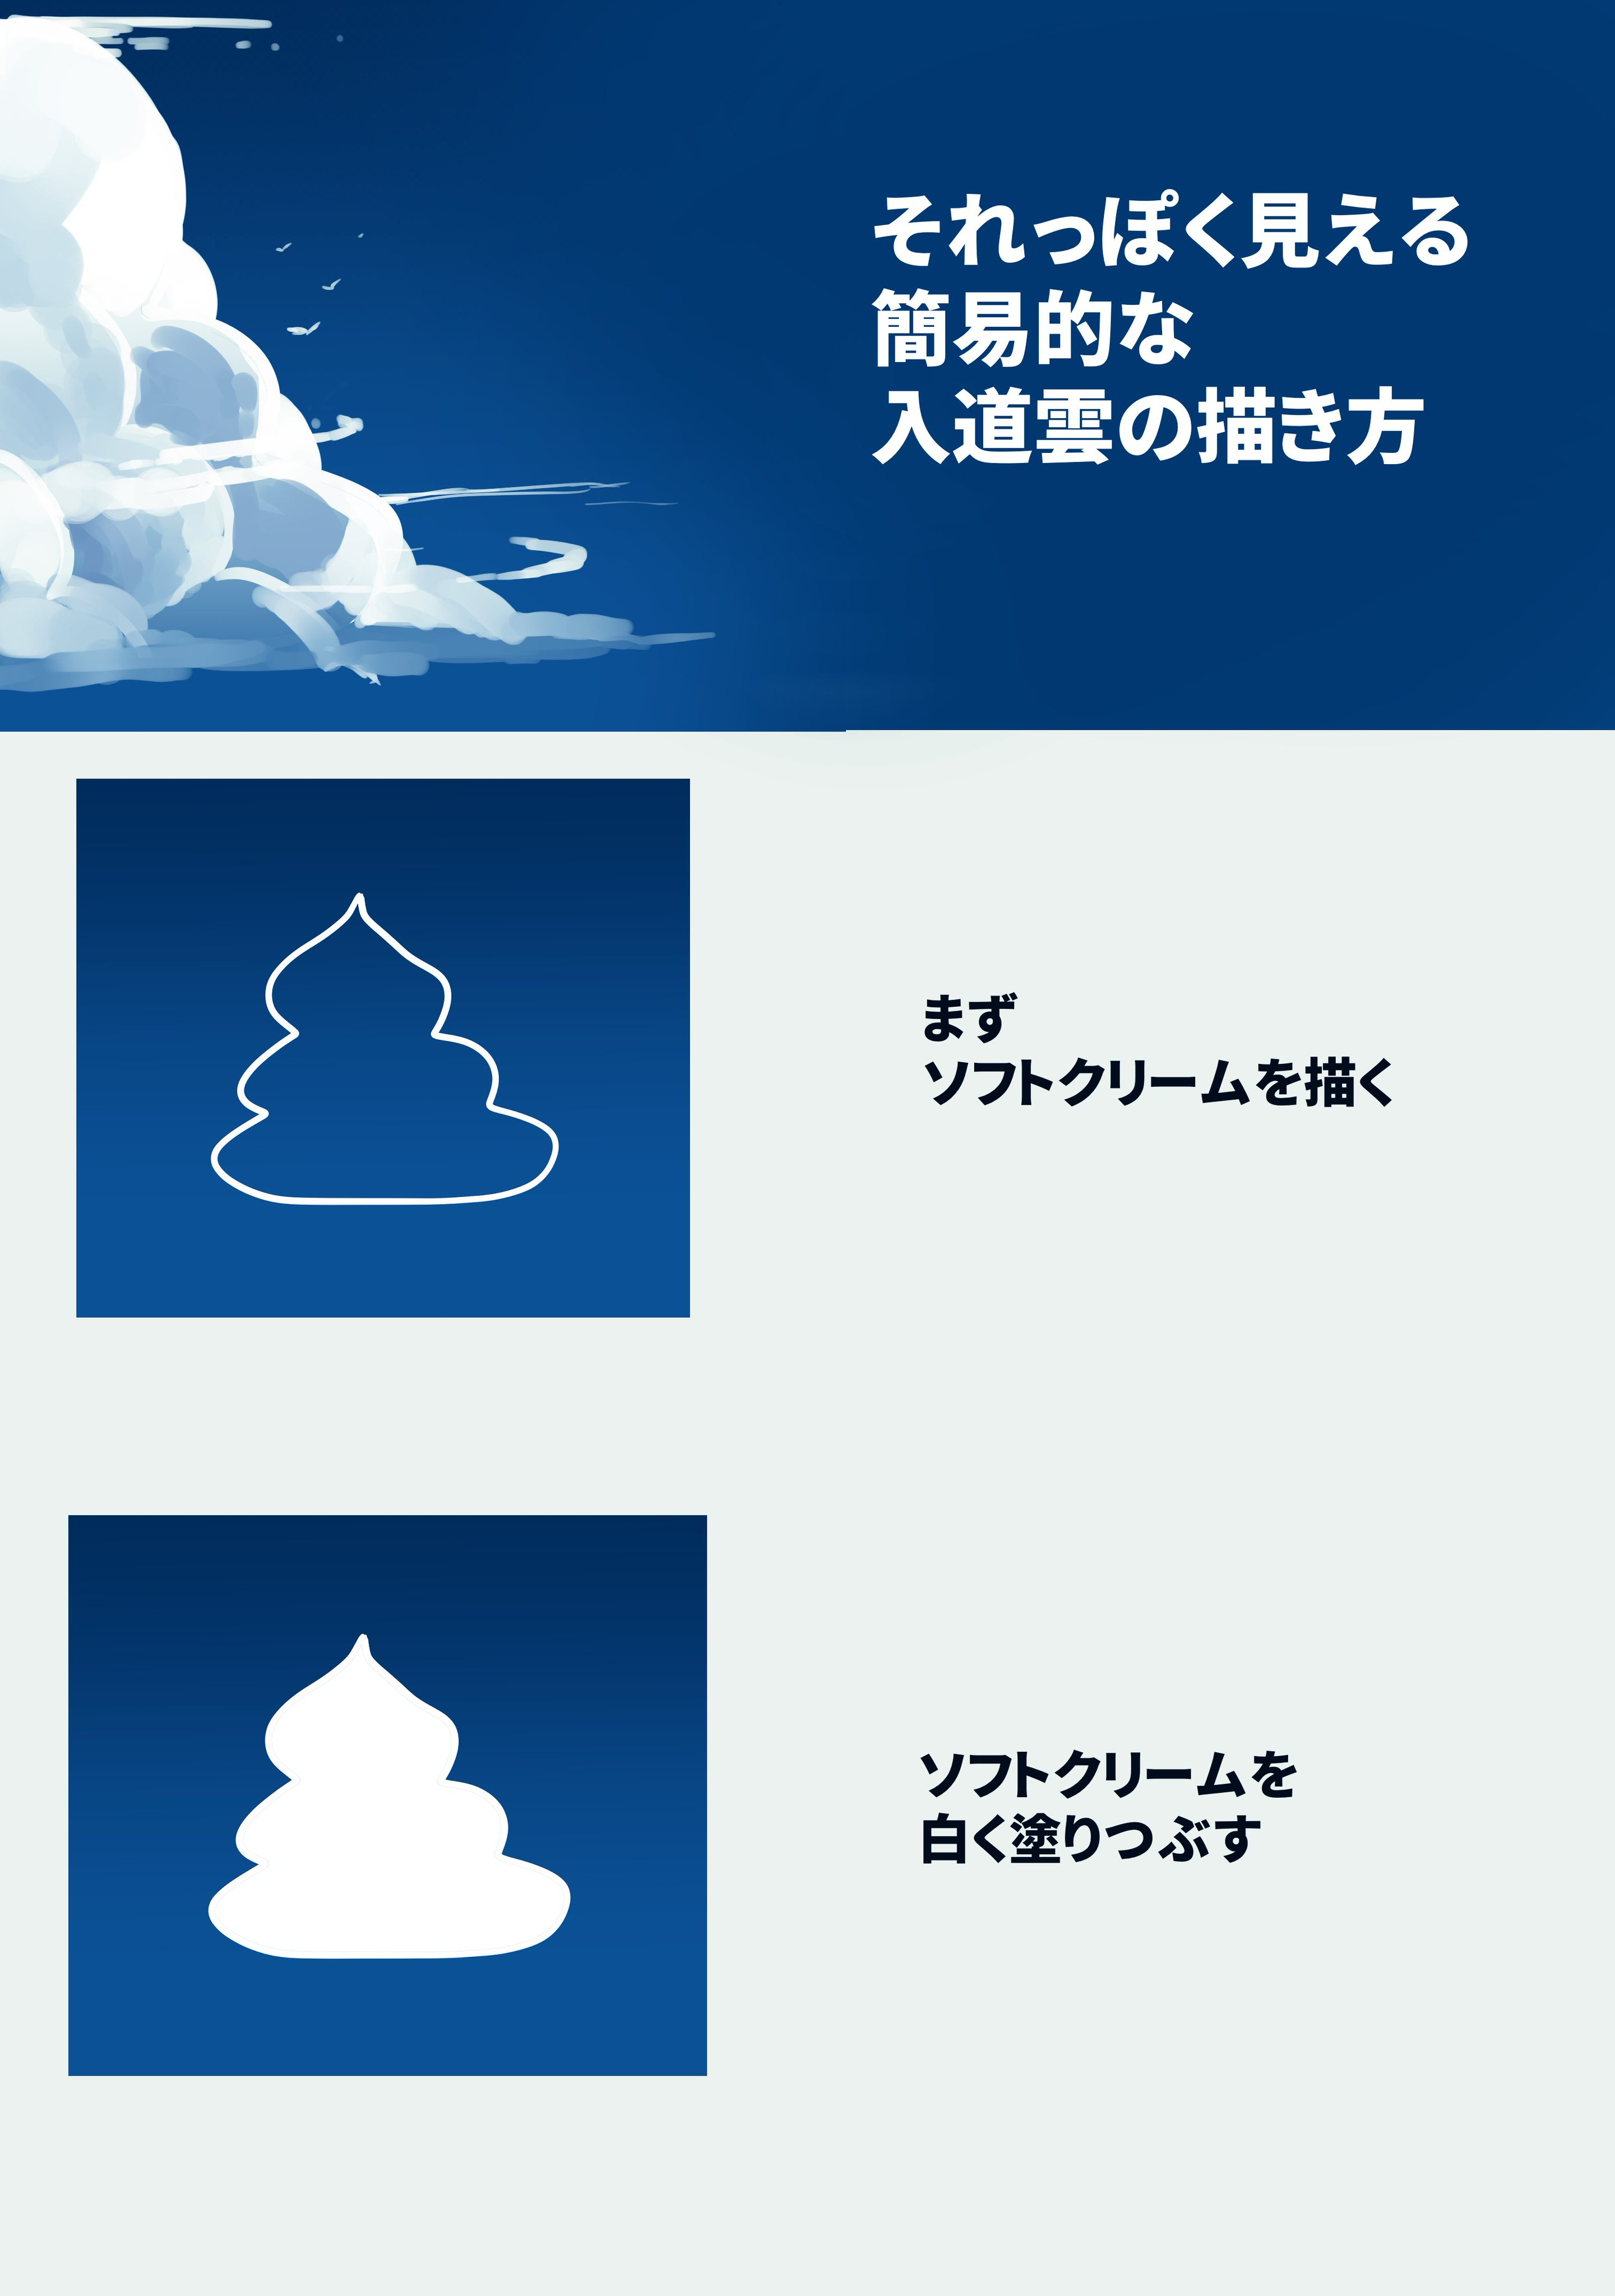 それっぽく見える
簡易的な
入道雲の描き方
まず
ソフトクリームを描く
ソフトクリームを
白く塗りつぶす